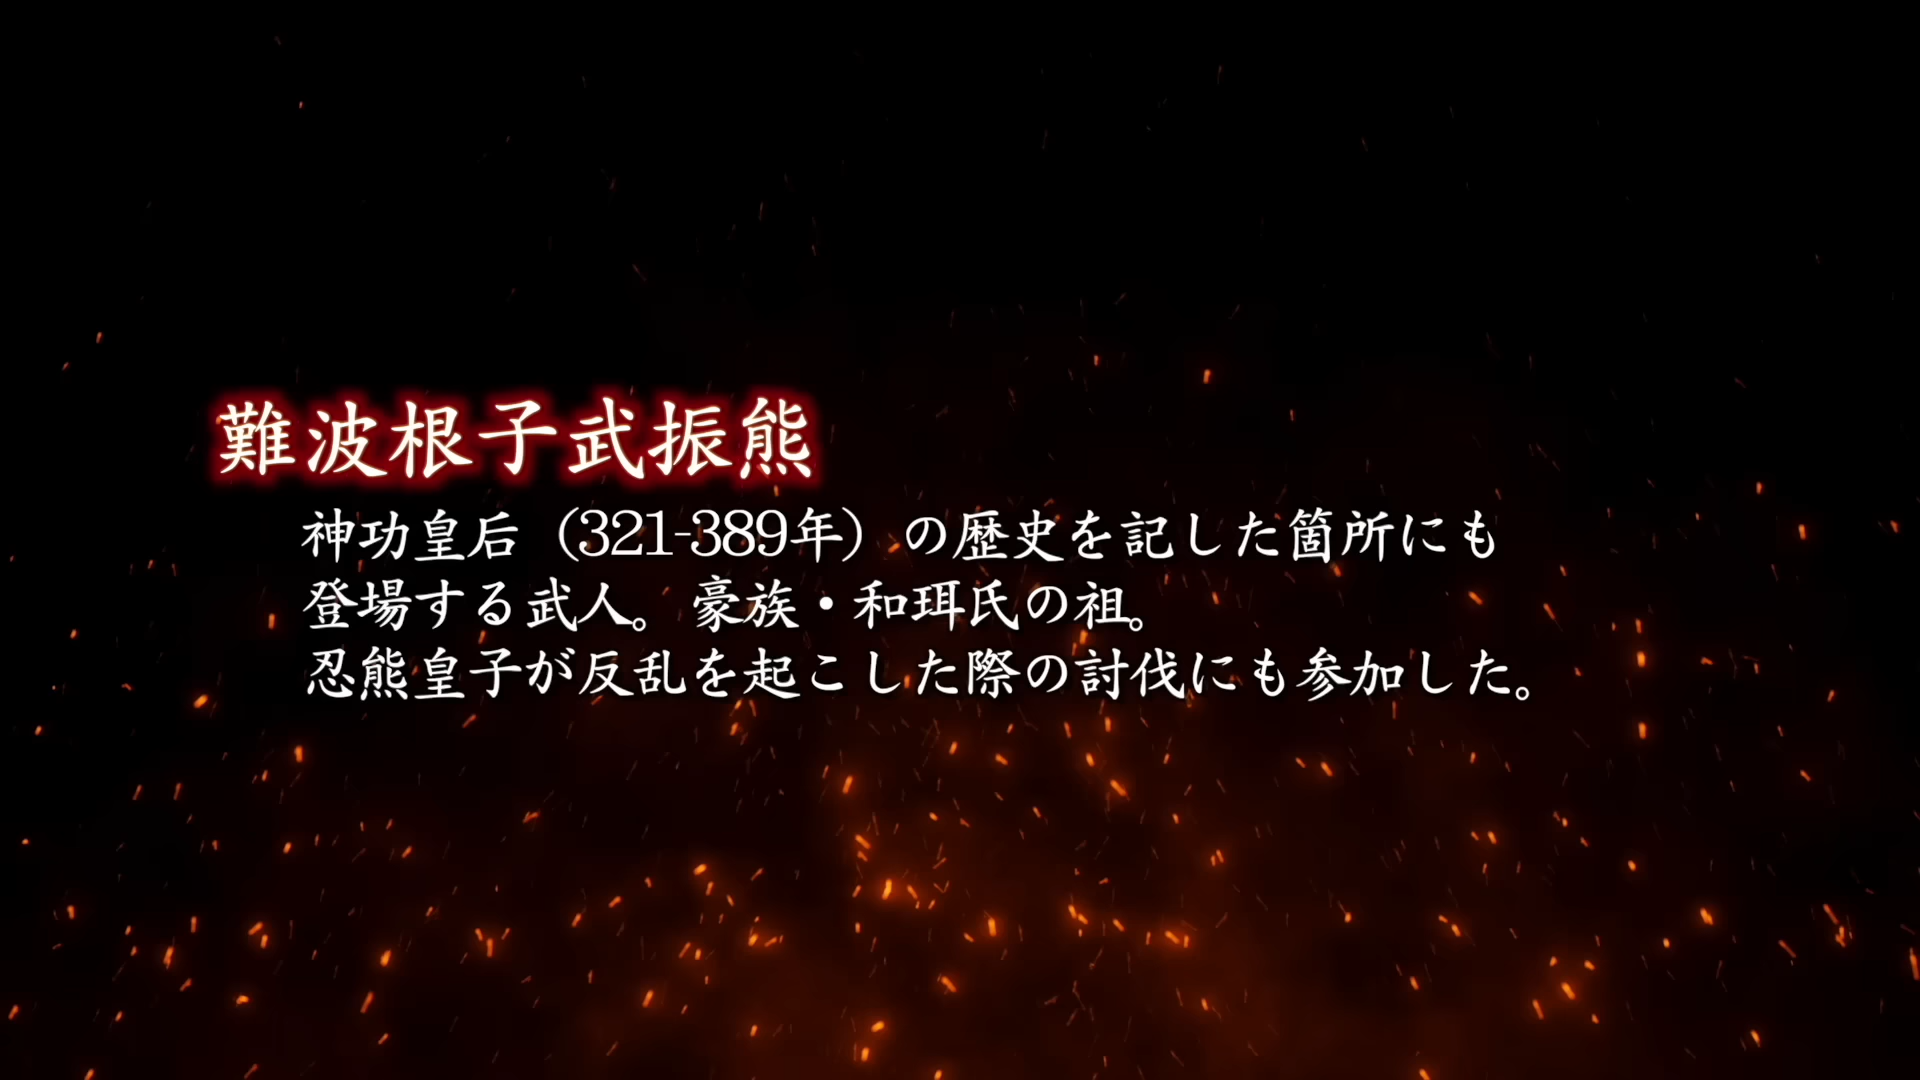 難波根子武振熊
神功皇后（321-389年）の歴史を記した箇所にも
登場する武人。豪族・和珥氏の祖。
忍熊皇子が反乱を起こした際の討伐にも参加した。